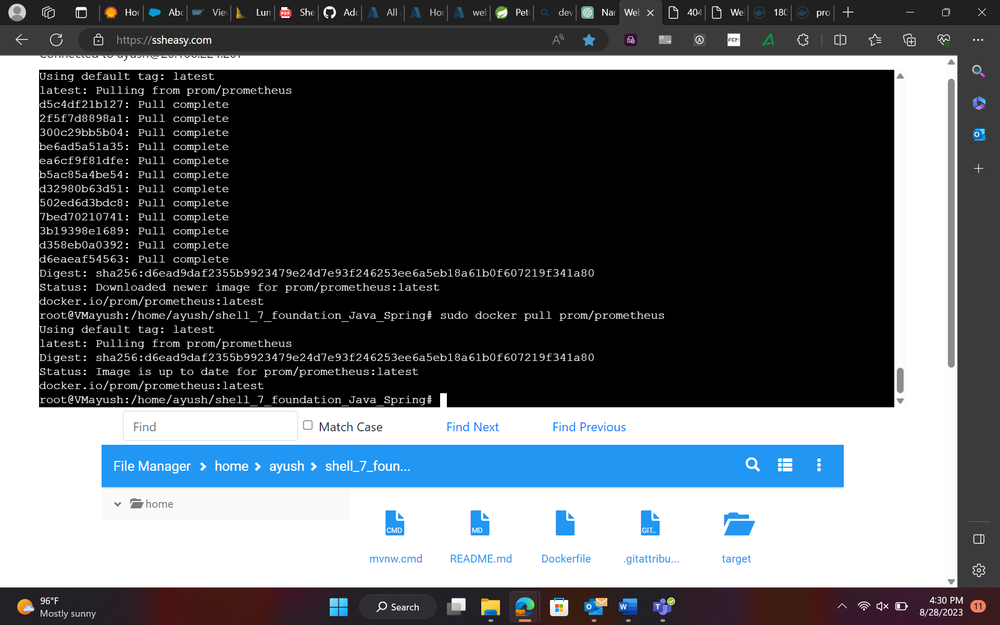 Hor
Abc
SAP Viev
Lun
PDF She
Adc
All
Hor
wel
Pet
dev
Nar
Wel
404
We
180
pro
https://ssheasy.com
Using default tag: latest
latest: Pulling from prom/prometheus
d5c4df21b127: Pull complete
2f5f7d8898a1: Pull complete
300c29bb5b04: Pull complete
be6ad5a51a35: Pull complete
ea6cf9f81dfe: Pull complete
b5ac85a4be54: Pull complete
d32980b63d51: Pull complete
502ed6d3bdc8: Pull complete
7bed70210741: Pull complete
3b19398e1689: Pull complete
d358eb0a0392: Pull complete
d6eaeaf54563: Pull complete
Digest: sha256:d6ead9daf2355b9923479e24d7e93f246253ee6a5eb18a61b0f607219f341a80
Status: Downloaded newer image for prom/prometheus:latest
docker.io/prom/prometheus:latest
root@VMayush:/home/ayush/shell_7_foundation_Java_Spring# sudo docker pull prom/prometheus
Using default tag: latest
latest: Pulling from prom/prometheus
Digest: sha256:d6ead9daf2355b9923479e24d7e93f246253ee6a5eb18a61b0f607219f341a80
Status: Image is up to date for prom/prometheus:latest
docker.io/prom/prometheus:latest
root@VMayush:/home/ayush/shell_7_foundation_Java_Spring#
Find
Match Case
Find Next
Find Previous
File Manager home ayush shell_7_foun...
home
CMD
MD
GIT..
mvnw.cmd
README.md
Dockerfile
.gitattribu...
target
96°F
Mostly sunny
Search
4:30 PM
8/28/2023
11